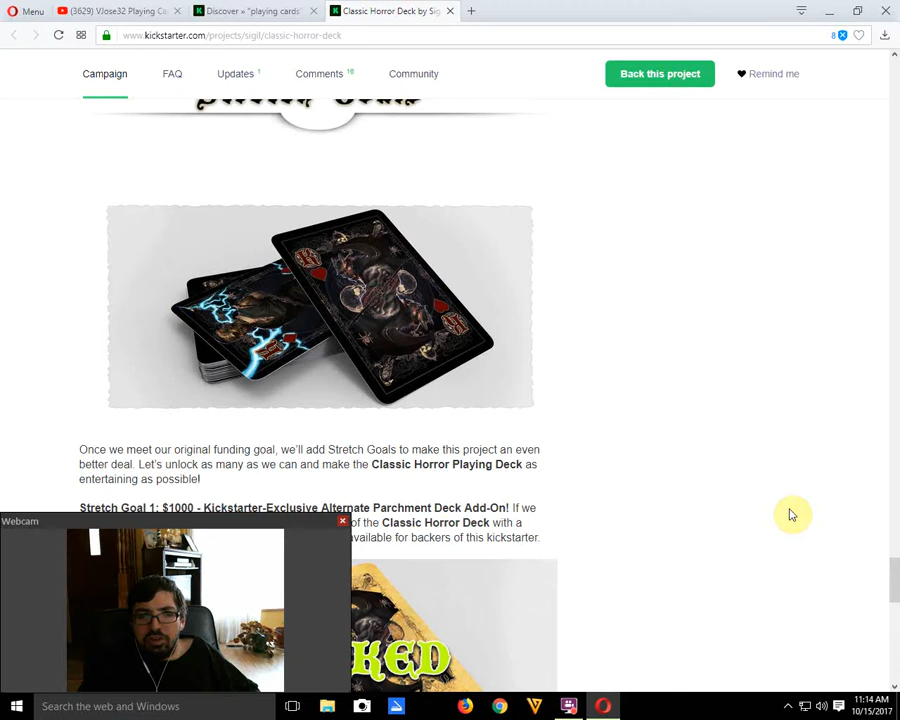 Menu
(3629) VJose32 Playing Car
Discover » "playing cards"
Classic Horror Deck by Sig
www.kickstarter.com/projects/sigil/classic-horror-deck
8
Campaign
FAQ
Updates 1
Comments
Community
Back this project
Remind me
Once we meet our original funding goal, we'll add Stretch Goals to make this project an even
better deal. Let's unlock as many as we can and make the Classic Horror Playing Deck as
entertaining as possible!
Stretch Goal 1: $1000 - Kickstarter-Exclusive Alternate Parchment Deck Add-On! If we
of the Classic Horror Deck with a
available for backers of this kickstarter.
Webcam
KED
Search the web and Windows
11:14 AM
10/15/2017